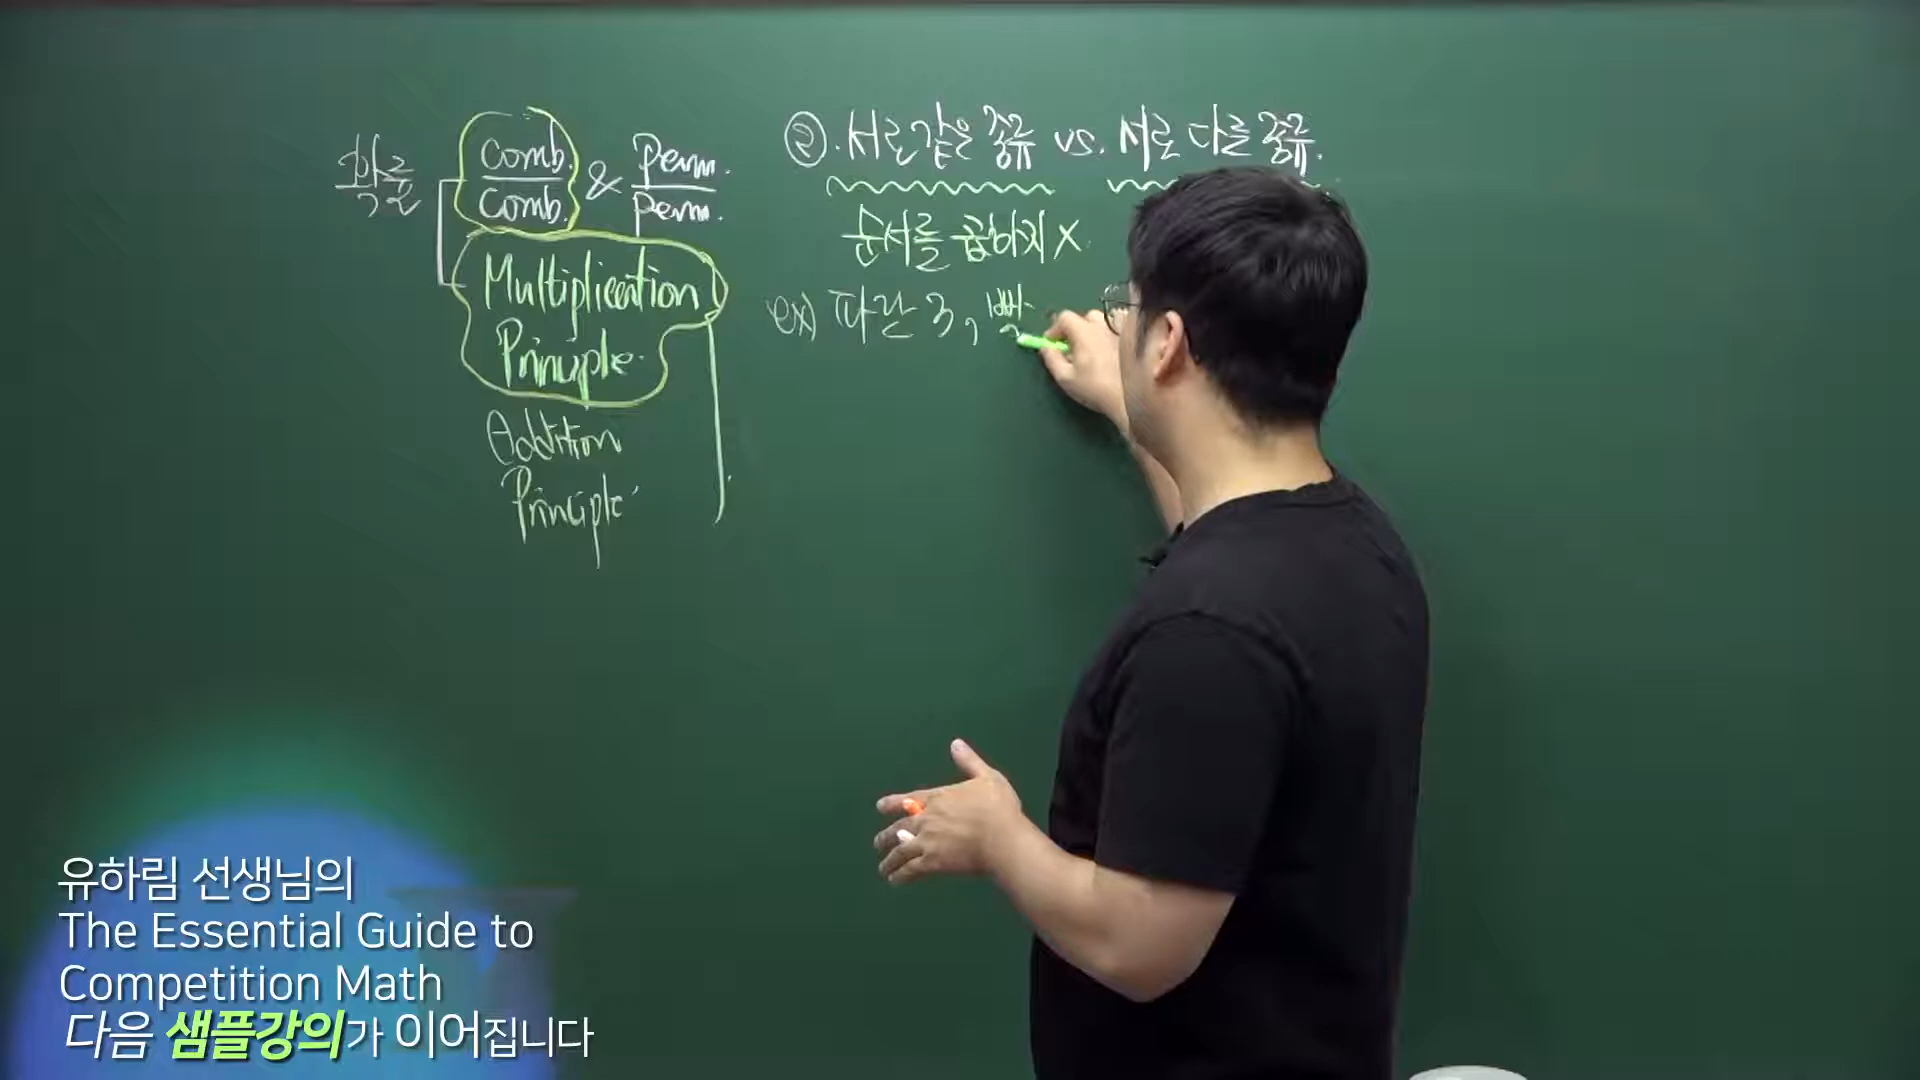 확률
comb. & perm.
comb. perm.
Multiplication
Principle.
Addition
Principle
②. 서로 같은 종류 vs. 서로 다른 종류.
순서를 곱하지 X.
ex) 파란 3, 빨
유하림 선생님의
The Essential Guide to
Competition Math
다음 샘플강의가 이어집니다